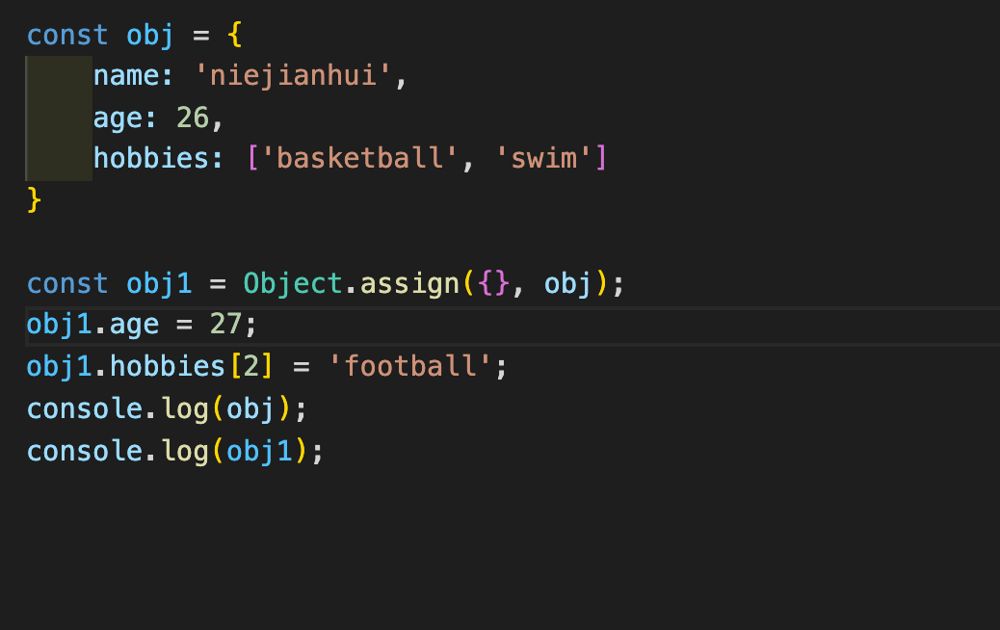 const obj = {
    name: 'niejianhui',
    age: 26,
    hobbies: ['basketball', 'swim']
}

const obj1 = Object.assign({}, obj);
obj1.age = 27;
obj1.hobbies[2] = 'football';
console.log(obj);
console.log(obj1);